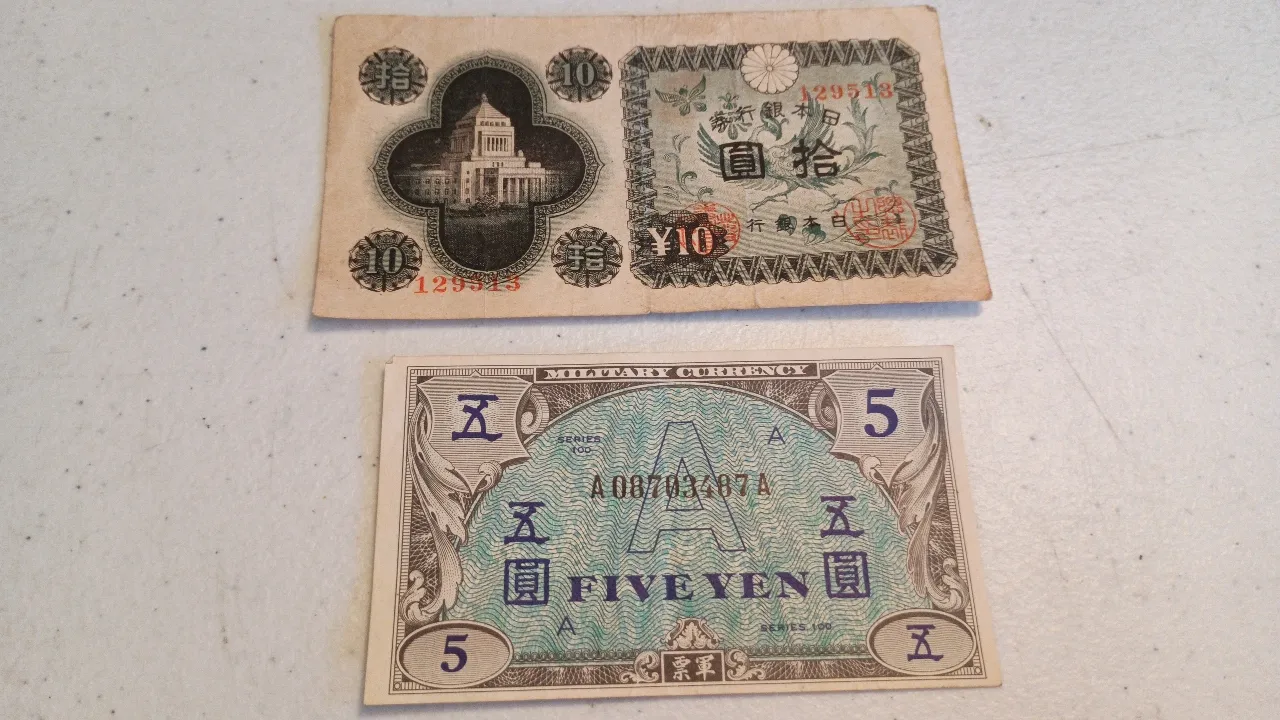 拾 10
129513
日本銀行券
拾圓
¥10
日本銀行
10 拾
129513
MILITARY CURRENCY
五 5
SERIES
100
A
A
A08703487A
五 五
圓 FIVE YEN 圓
A
SERIES 100
5 軍票 五